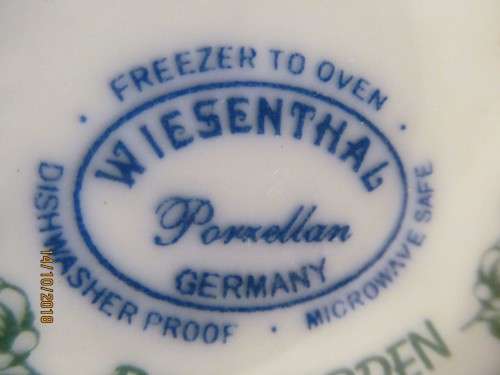 FREEZER TO OVEN
WIESENTHAL
Porzellan
GERMANY
DISHWASHER PROOF
MICROWAVE SAFE
14/10/2018